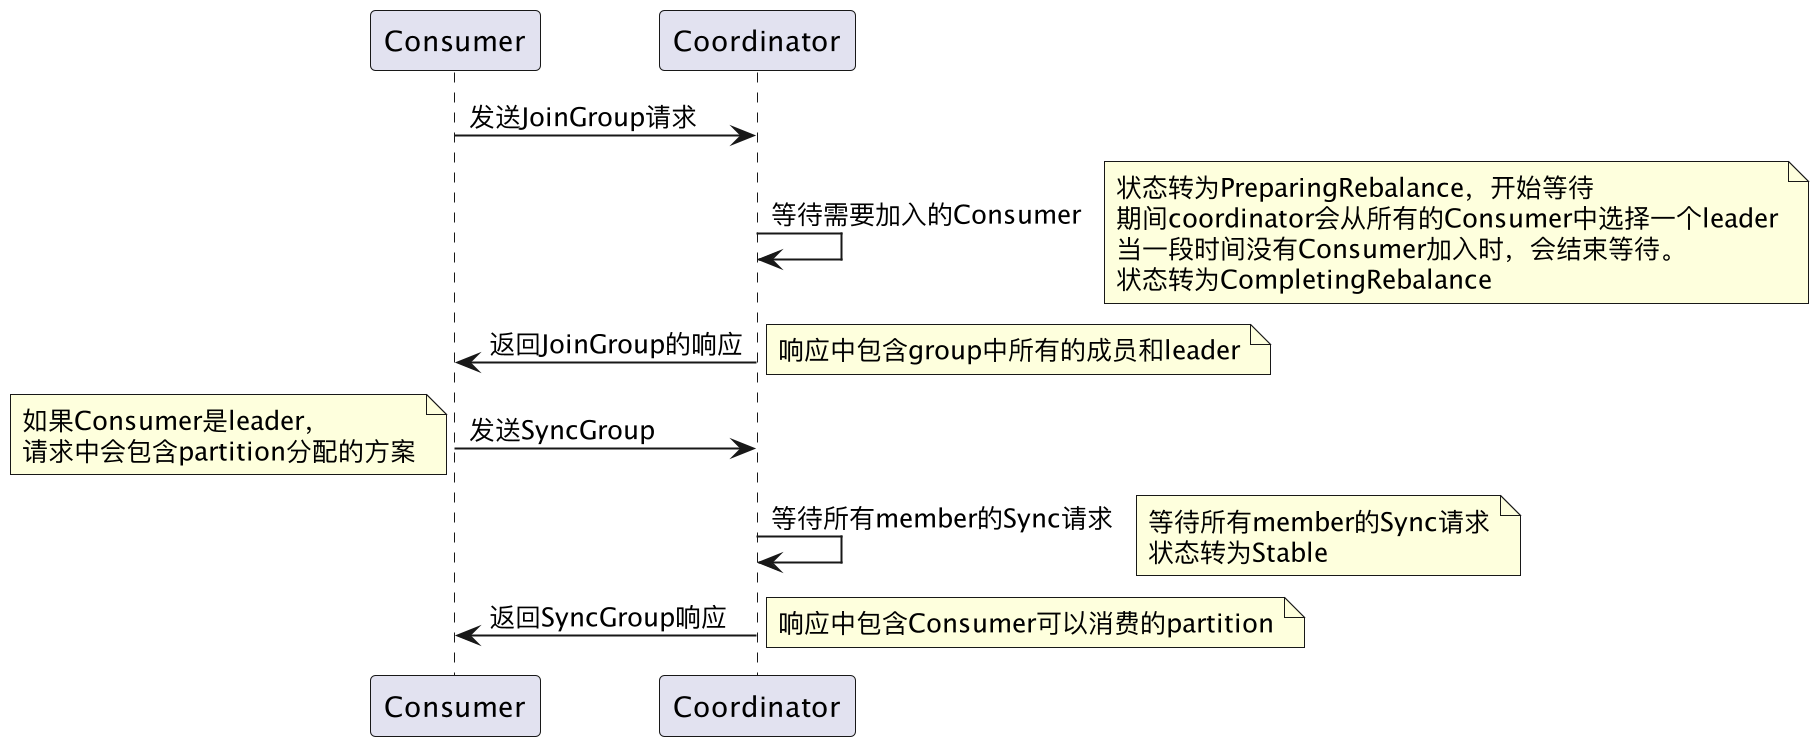 Consumer
Coordinator
发送JoinGroup请求
等待需要加入的Consumer
状态转为PreparingRebalance，开始等待
期间coordinator会从所有的Consumer中选择一个leader
当一段时间没有Consumer加入时，会结束等待。
状态转为CompletingRebalance
返回JoinGroup的响应
响应中包含group中所有的成员和leader
如果Consumer是leader，
请求中会包含partition分配的方案
发送SyncGroup
等待所有member的Sync请求
等待所有member的Sync请求
状态转为Stable
返回SyncGroup响应
响应中包含Consumer可以消费的partition
Consumer
Coordinator